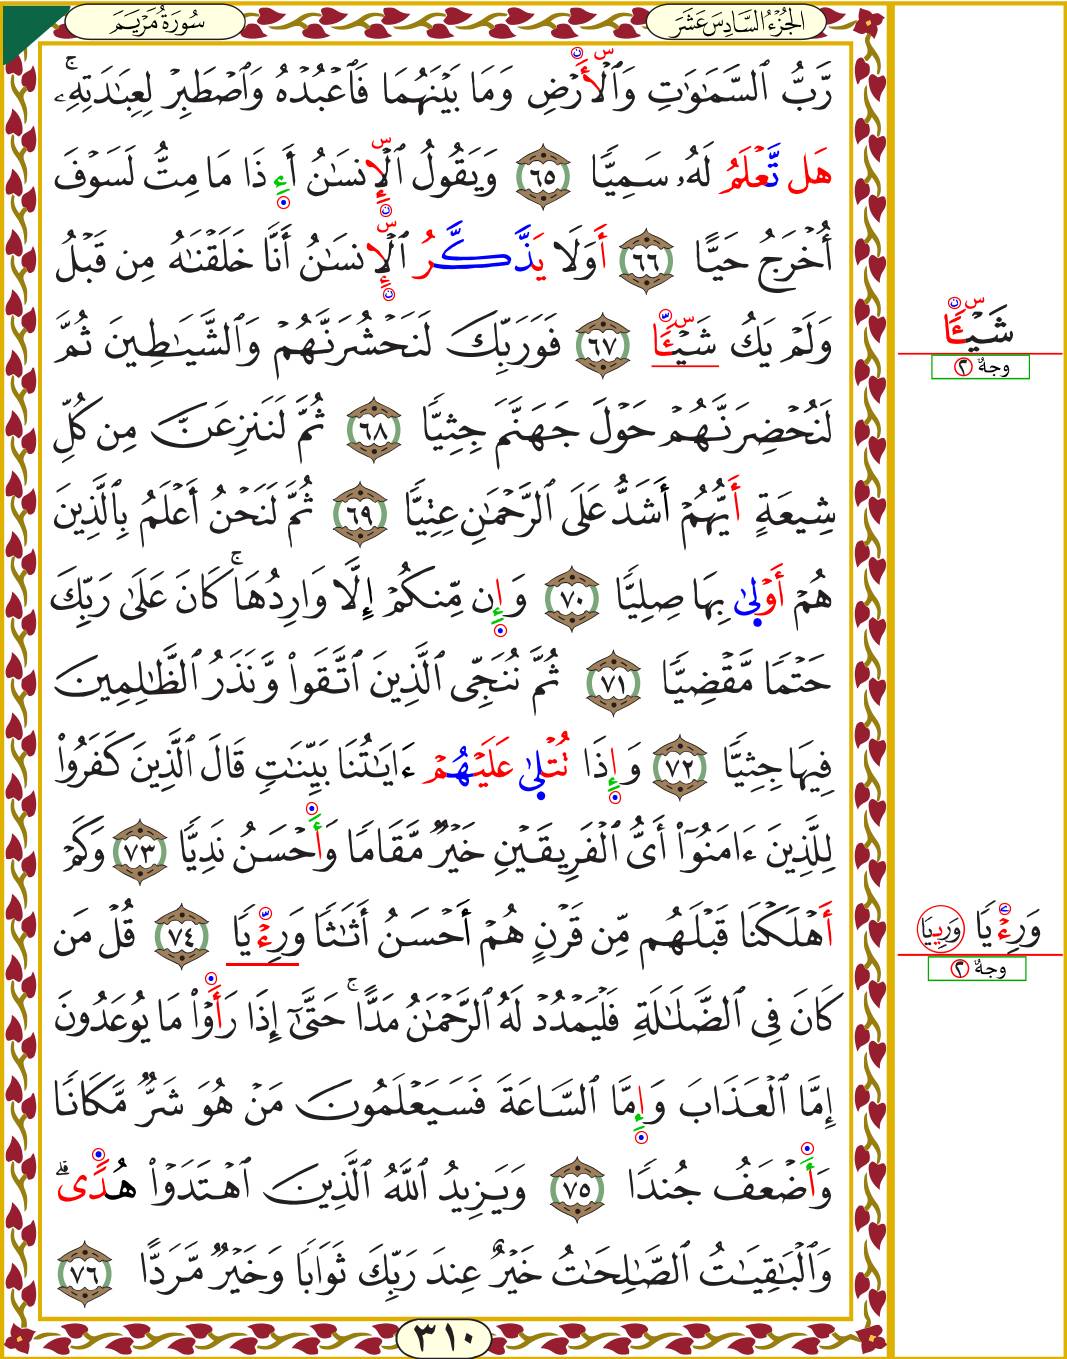 سُورَةُ مَرْيَم
الجُزْءُ السَّادِسَ عَشَرَ
رَّبُّ ٱلسَّمَٰوَٰتِ وَٱلۡأَرۡضِ وَمَا بَيۡنَهُمَا فَٱعۡبُدۡهُ وَٱصۡطَبِرۡ لِعِبَٰدَتِهِۦۚ
هَل تَّعۡلَمُ لَهُۥ سَمِيّٗا ٦٥ وَيَقُولُ ٱلۡإِنسَٰنُ أَءِذَا مَا مِتُّ لَسَوۡفَ
أُخۡرَجُ حَيًّا ٦٦ أَوَلَا يَذَّكَّرُ ٱلۡإِنسَٰنُ أَنَّا خَلَقۡنَٰهُ مِن قَبۡلُ
وَلَمۡ يَكُ شَيۡـٔٗا ٦٧ فَوَرَبِّكَ لَنَحۡشُرَنَّهُمۡ وَٱلشَّيَٰطِينَ ثُمَّ
لَنُحۡضِرَنَّهُمۡ حَوۡلَ جَهَنَّمَ جِثِيّٗا ٦٨ ثُمَّ لَنَنزِعَنَّ مِن كُلِّ
شِيعَةٍ أَيُّهُمۡ أَشَدُّ عَلَى ٱلرَّحۡمَٰنِ عِتِيّٗا ٦٩ ثُمَّ لَنَحۡنُ أَعۡلَمُ بِٱلَّذِينَ
هُمۡ أَوۡلَىٰ بِهَا صِلِيّٗا ٧٠ وَإِن مِّنكُمۡ إِلَّا وَارِدُهَاۚ كَانَ عَلَىٰ رَبِّكَ
حَتۡمٗا مَّقۡضِيّٗا ٧١ ثُمَّ نُنَجِّي ٱلَّذِينَ ٱتَّقَواْ وَّنَذَرُ ٱلظَّٰلِمِينَ
فِيهَا جِثِيّٗا ٧٢ وَإِذَا تُتۡلَىٰ عَلَيۡهُمۡ ءَايَٰتُنَا بَيِّنَٰتٖ قَالَ ٱلَّذِينَ كَفَرُواْ
لِلَّذِينَ ءَامَنُوٓاْ أَيُّ ٱلۡفَرِيقَيۡنِ خَيۡرٞ مَّقَامٗا وَأَحۡسَنُ نَدِيّٗا ٧٣ وَكَمۡ
أَهۡلَكۡنَا قَبۡلَهُم مِّن قَرۡنٍ هُمۡ أَحۡسَنُ أَثَٰثٗا وَرِءۡيٗا ٧٤ قُلۡ مَن
كَانَ فِي ٱلضَّلَٰلَةِ فَلۡيَمۡدُدۡ لَهُ ٱلرَّحۡمَٰنُ مَدًّاۚ حَتَّىٰٓ إِذَا رَأَوۡاْ مَا يُوعَدُونَ
إِمَّا ٱلۡعَذَابَ وَإِمَّا ٱلسَّاعَةَ فَسَيَعۡلَمُونَ مَنۡ هُوَ شَرّٞ مَّكَانٗا
وَأَضۡعَفُ جُندٗا ٧٥ وَيَزِيدُ ٱللَّهُ ٱلَّذِينَ ٱهۡتَدَوۡاْ هُدٗىۗ
وَٱلۡبَٰقِيَٰتُ ٱلصَّٰلِحَٰتُ خَيۡرٌ عِندَ رَبِّكَ ثَوَابٗا وَخَيۡرٞ مَّرَدًّا ٧٦
٣١٠
شَيۡـٔٗا
وجهٌ ٢
وَرِءۡيٗا وَرِييَا
وجهٌ ٢